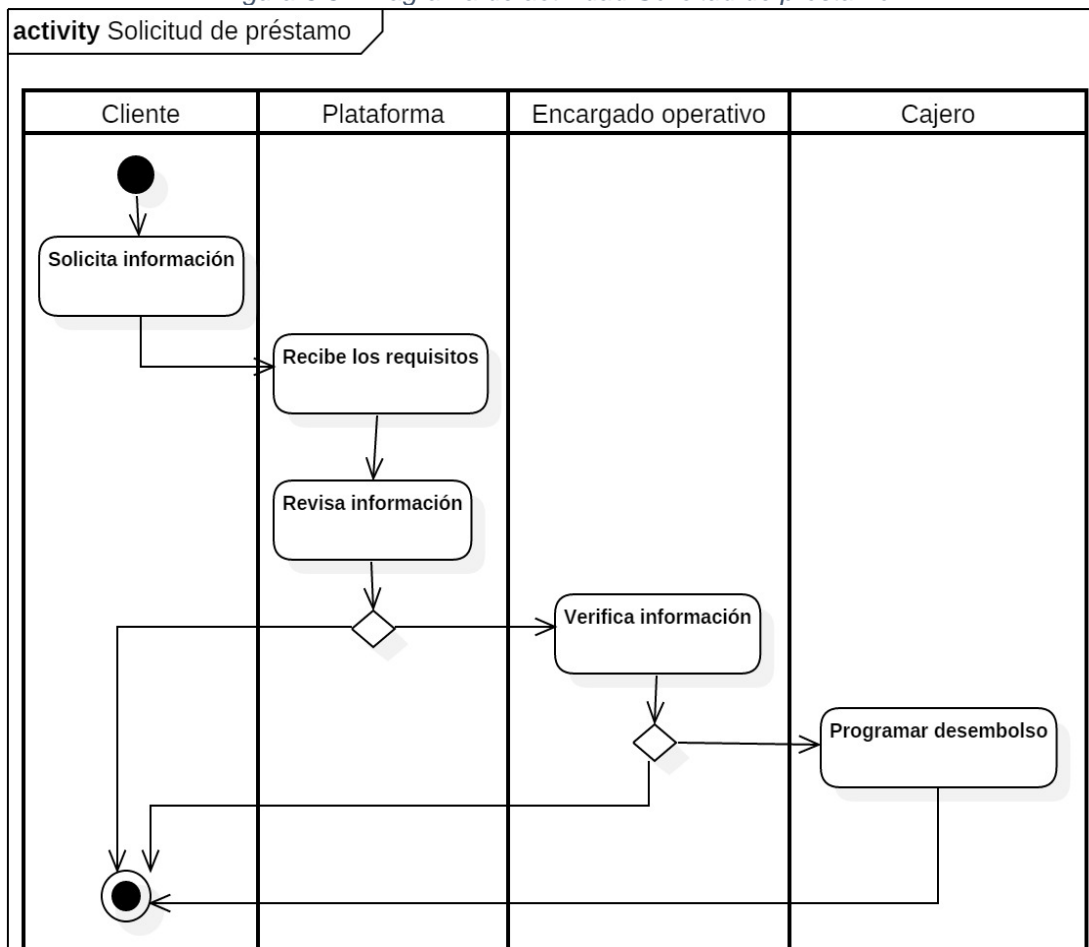 activity Solicitud de préstamo
Cliente
Plataforma
Encargado operativo
Cajero
Solicita información
Recibe los requisitos
Revisa información
Verifica información
Programar desembolso